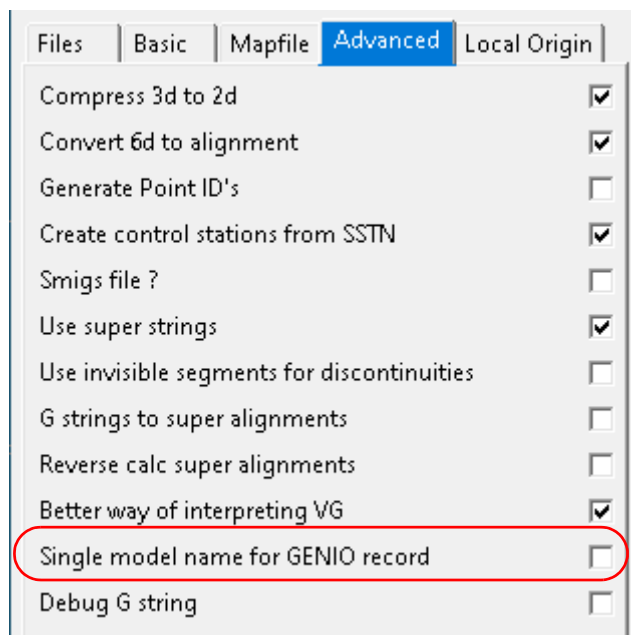 Files Basic Mapfile Advanced Local Origin
Compress 3d to 2d
Convert 6d to alignment
Generate Point ID's
Create control stations from SSTN
Smigs file ?
Use super strings
Use invisible segments for discontinuities
G strings to super alignments
Reverse calc super alignments
Better way of interpreting VG
Single model name for GENIO record
Debug G string